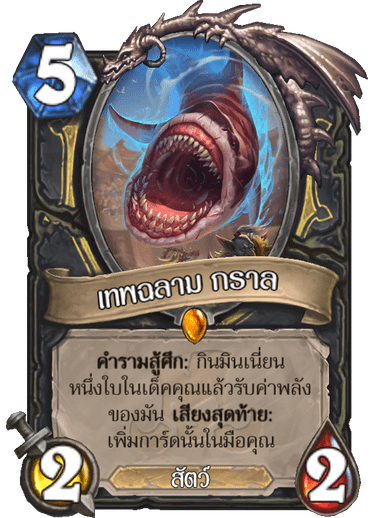 5
เทพฉลาม กราล
คำรามสู้ศึก: กินมินเนี่ยน
หนึ่งใบในเด็คคุณแล้วรับค่าพลัง
ของมัน เสียงสุดท้าย:
เพิ่มการ์ดนั้นในมือคุณ
สัตว์
2
2